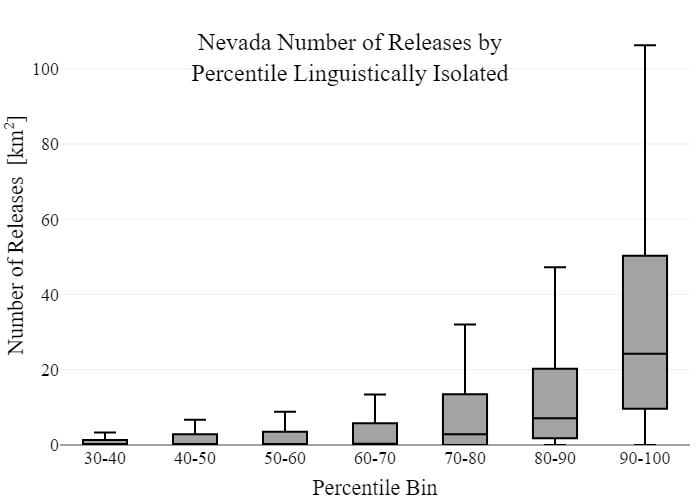 Nevada Number of Releases by
Percentile Linguistically Isolated
Number of Releases [km²]
100
80
60
40
20
0
30-40 40-50 50-60 60-70 70-80 80-90 90-100
Percentile Bin